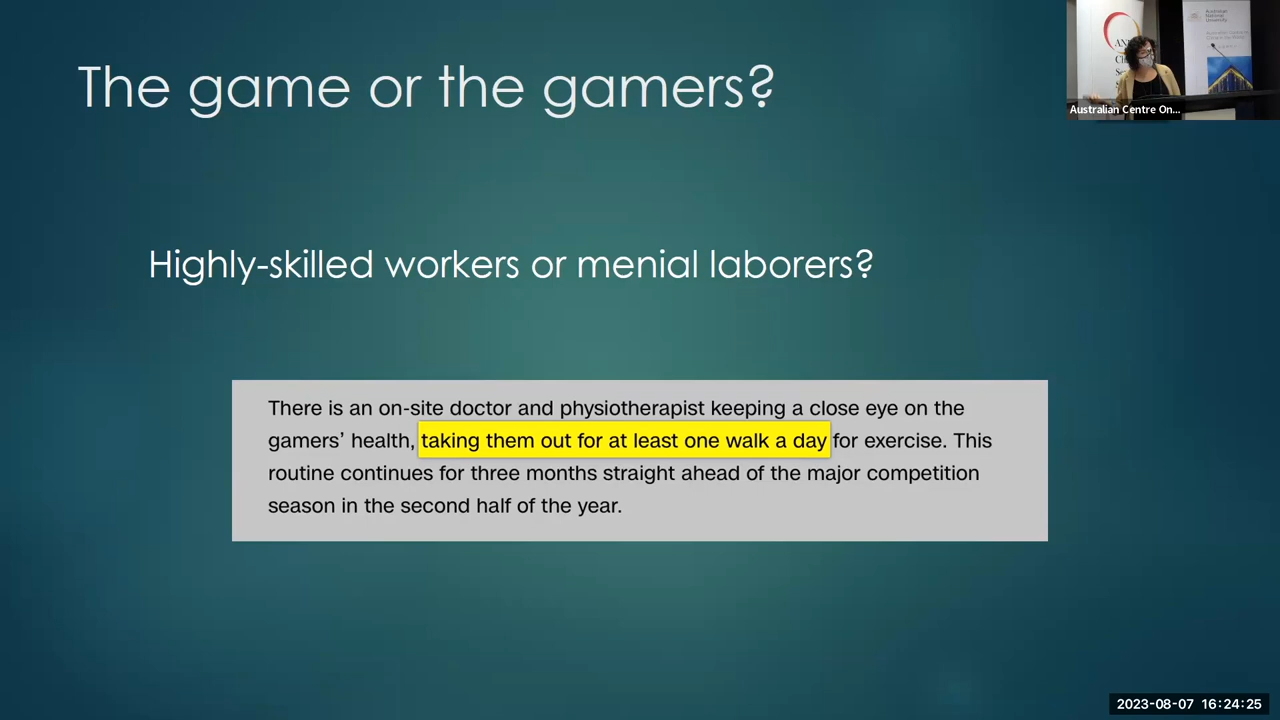 The game or the gamers?
Australian Centre On...
Highly-skilled workers or menial laborers?
There is an on-site doctor and physiotherapist keeping a close eye on the
gamers’ health, taking them out for at least one walk a day for exercise. This
routine continues for three months straight ahead of the major competition
season in the second half of the year.
2023-08-07 16:24:25